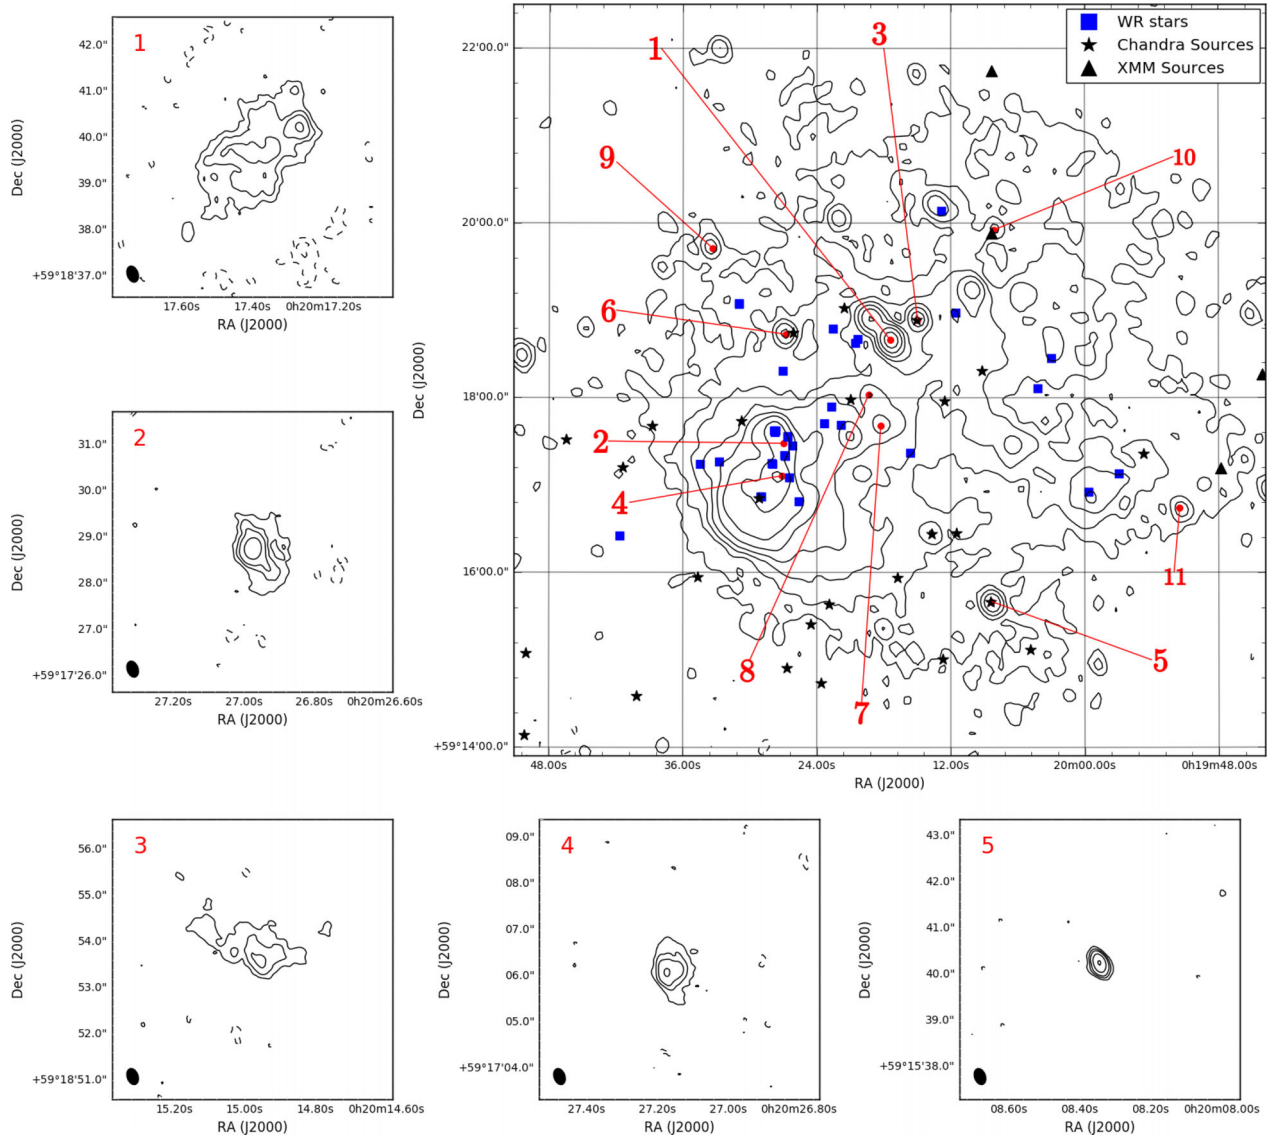 1
42.0"
41.0"
40.0"
39.0"
38.0"
+59°18'37.0"
17.60s 17.40s 0h20m17.20s
RA (J2000)
Dec (J2000)
2
31.0"
30.0"
29.0"
28.0"
27.0"
+59°17'26.0"
27.20s 27.00s 26.80s 0h20m26.60s
RA (J2000)
Dec (J2000)
WR stars
Chandra Sources
XMM Sources
22'00.0"
20'00.0"
18'00.0"
16'00.0"
+59°14'00.0"
48.00s 36.00s 24.00s 12.00s 20m00.00s 0h19m48.00s
RA (J2000)
Dec (J2000)
1
3
9
10
6
2
4
11
8
5
7
3
56.0"
55.0"
54.0"
53.0"
52.0"
+59°18'51.0"
15.20s 15.00s 14.80s 0h20m14.60s
RA (J2000)
Dec (J2000)
4
09.0"
08.0"
07.0"
06.0"
05.0"
+59°17'04.0"
27.40s 27.20s 27.00s 0h20m26.80s
RA (J2000)
Dec (J2000)
5
43.0"
42.0"
41.0"
40.0"
39.0"
+59°15'38.0"
08.60s 08.40s 08.20s 0h20m08.00s
RA (J2000)
Dec (J2000)